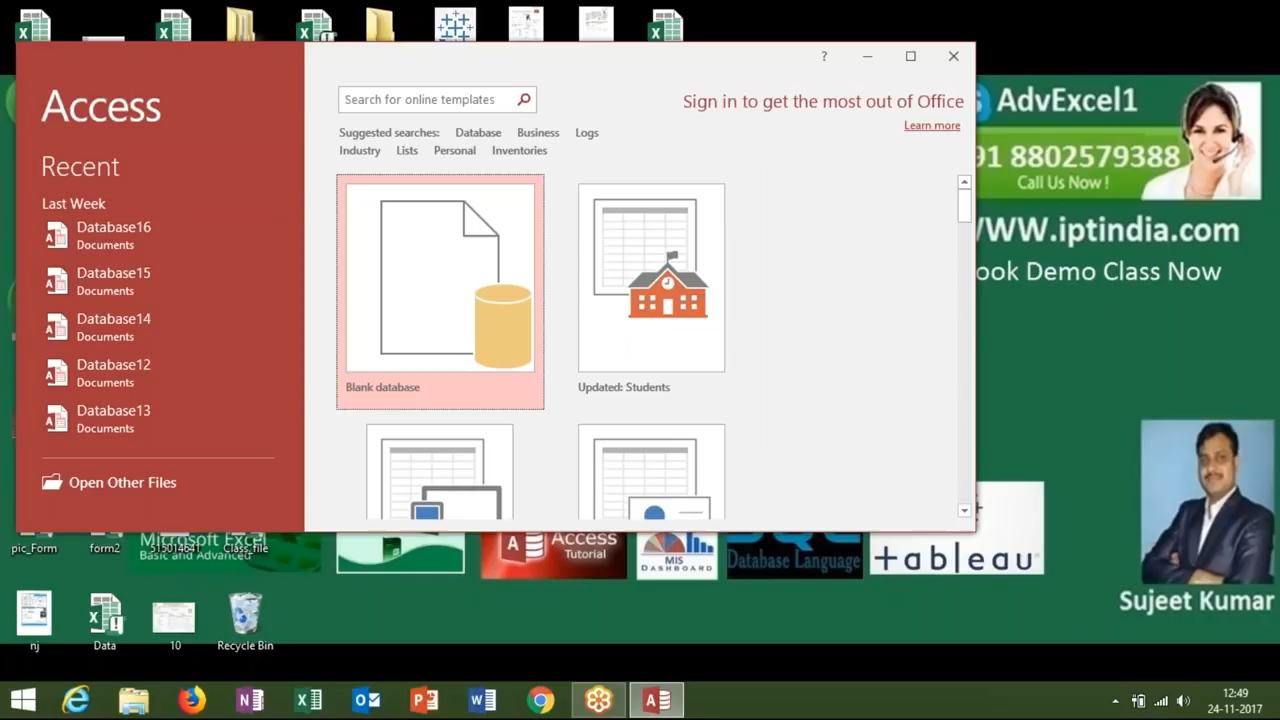 ?
Access
Search for online templates
Sign in to get the most out of Office
Learn more
Suggested searches: Database Business Logs
Industry Lists Personal Inventories
Recent
Last Week
Database16
Documents
Database15
Documents
Database14
Documents
Database12
Documents
Database13
Documents
Open Other Files
Blank database
Updated: Students
AdvExcel1
91 8802579388
Call Us Now !
WWW.iptindia.com
ook Demo Class Now
pic_Form
form2
515014641
Class_file
Microsoft Excel
Basic and Advanced
Access
Tutorial
MIS
DASHBOARD
SQL
Database Language
tableau
Sujeet Kumar
nj
Data
10
Recycle Bin
12:49
24-11-2017